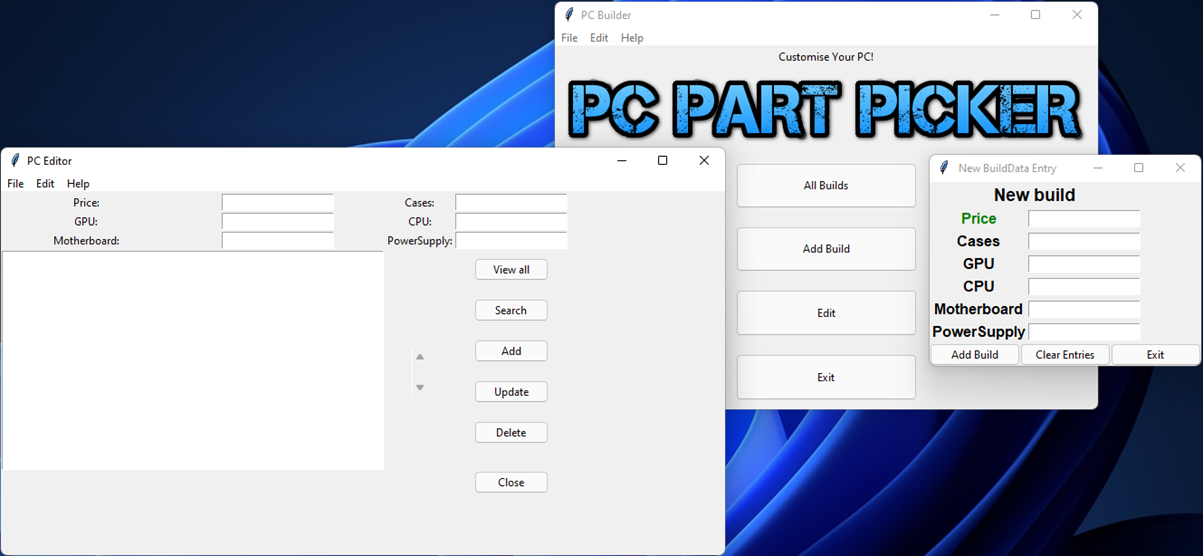 PC Builder
File Edit Help
Customise Your PC!
PC PART PICKER
All Builds
Add Build
Edit
Exit
PC Editor
File Edit Help
Price: Cases:
GPU: CPU:
Motherboard: PowerSupply:
View all
Search
Add
Update
Delete
Close
New BuildData Entry
New build
Price
Cases
GPU
CPU
Motherboard
PowerSupply
Add Build Clear Entries Exit